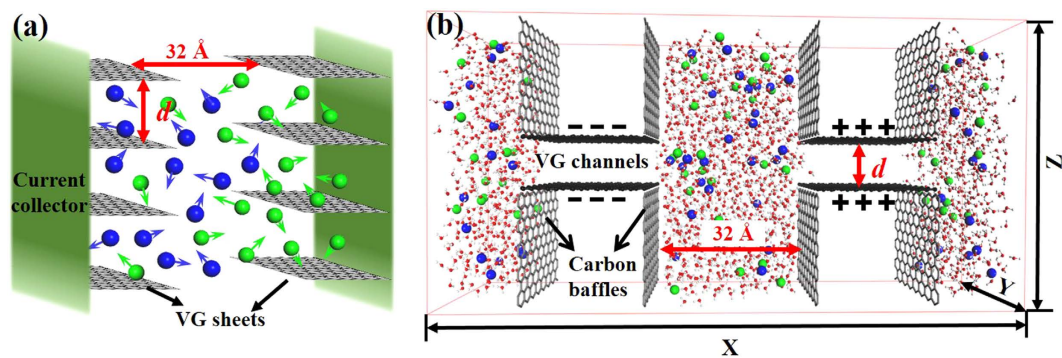 (a)
32 Å
d
Current
collector
VG sheets
(b)
− − −
VG channels
− − −
+ + +
d
+ + +
32 Å
Carbon
baffles
X
Y
Z